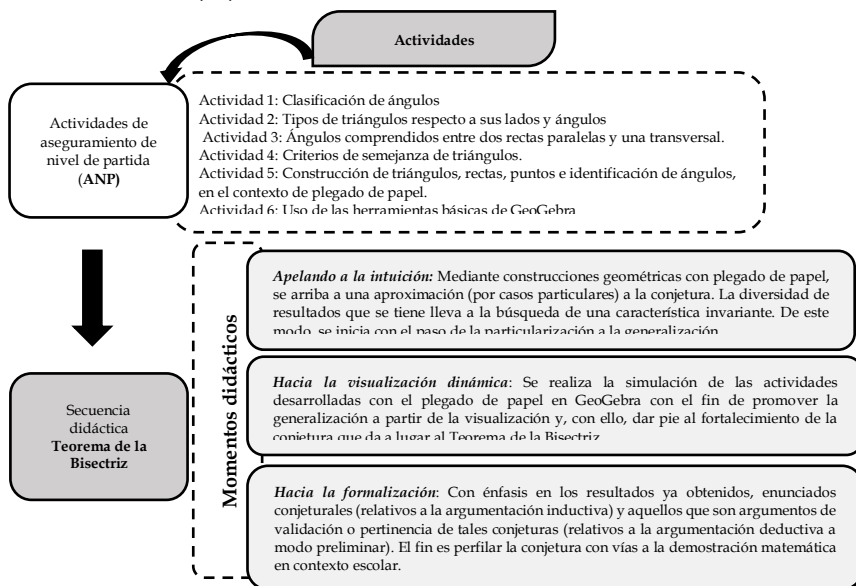 Actividades
Actividades de
aseguramiento de
nivel de partida
(ANP)
Actividad 1: Clasificación de ángulos
Actividad 2: Tipos de triángulos respecto a sus lados y ángulos
Actividad 3: Ángulos comprendidos entre dos rectas paralelas y una transversal.
Actividad 4: Criterios de semejanza de triángulos.
Actividad 5: Construcción de triángulos, rectas, puntos e identificación de ángulos,
en el contexto de plegado de papel.
Actividad 6: Uso de las herramientas básicas de GeoGebra
Secuencia
didáctica
Teorema de la
Bisectriz
Momentos didácticos
Apelando a la intuición: Mediante construcciones geométricas con plegado de papel,
se arriba a una aproximación (por casos particulares) a la conjetura. La diversidad de
resultados que se tiene lleva a la búsqueda de una característica invariante. De este
modo, se inicia con el paso de la particularización a la generalización
Hacia la visualización dinámica: Se realiza la simulación de las actividades
desarrolladas con el plegado de papel en GeoGebra con el fin de promover la
generalización a partir de la visualización y, con ello, dar pie al fortalecimiento de la
conjetura que da a lugar al Teorema de la Bisectriz
Hacia la formalización: Con énfasis en los resultados ya obtenidos, enunciados
conjeturales (relativos a la argumentación inductiva) y aquellos que son argumentos de
validación o pertinencia de tales conjeturas (relativos a la argumentación deductiva a
modo preliminar). El fin es perfilar la conjetura con vías a la demostración matemática
en contexto escolar.